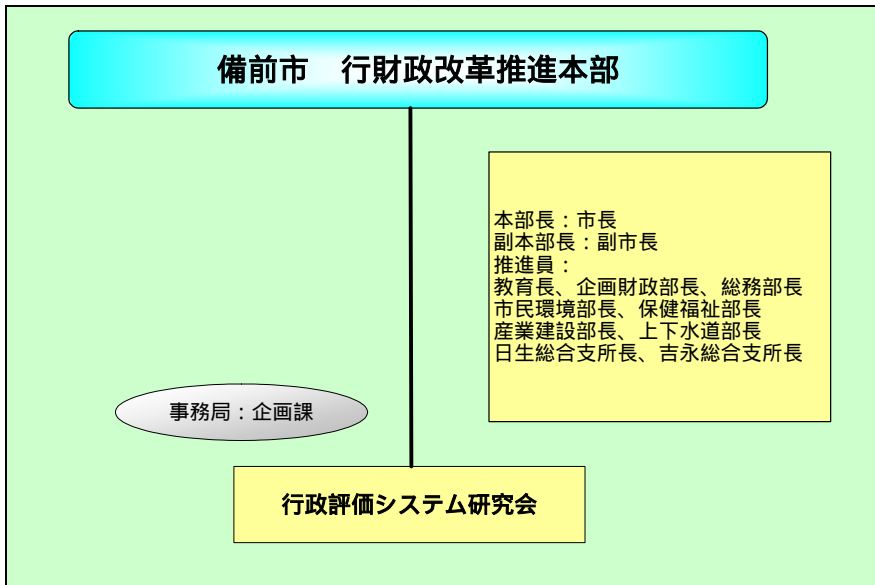 備前市　行財政改革推進本部
本部長：市長
副本部長：副市長
推進員：
教育長、企画財政部長、総務部長
市民環境部長、保健福祉部長
産業建設部長、上下水道部長
日生総合支所長、吉永総合支所長
事務局：企画課
行政評価システム研究会